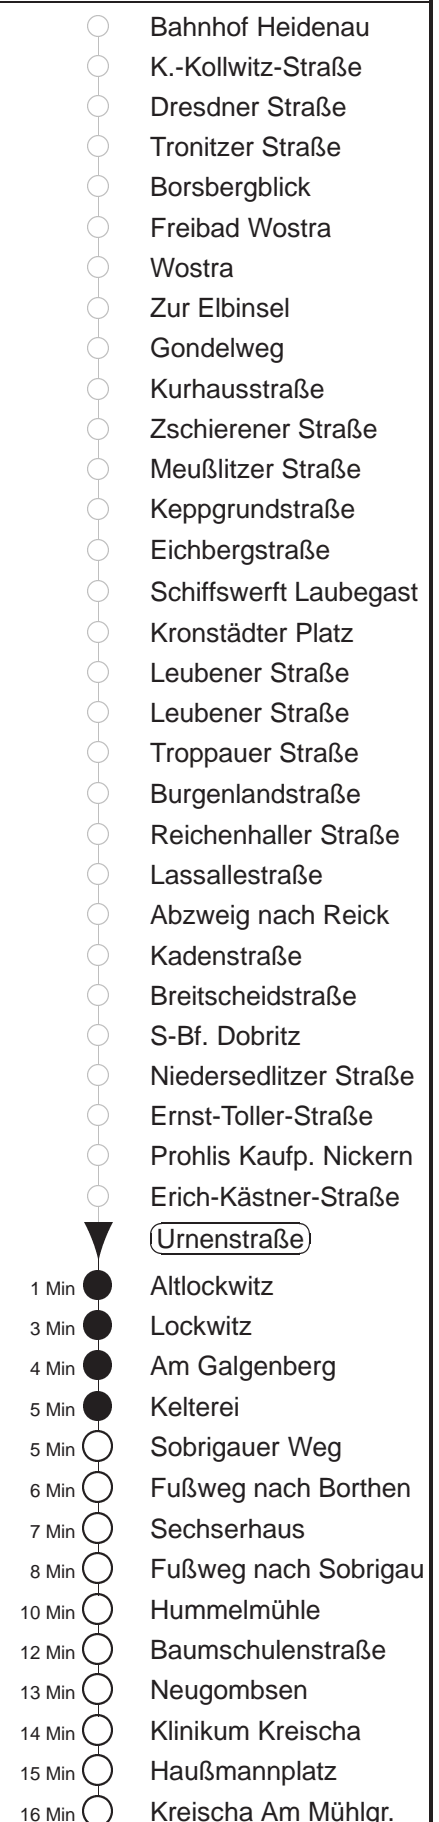 Bahnhof Heidenau
K.-Kollwitz-Straße
Dresdner Straße
Tronitzer Straße
Borsbergblick
Freibad Wostra
Wostra
Zur Elbinsel
Gondelweg
Kurhausstraße
Zschierener Straße
Meußlitzer Straße
Keppgrundstraße
Eichbergstraße
Schiffswerft Laubegast
Kronstädter Platz
Leubener Straße
Leubener Straße
Troppauer Straße
Burgenlandstraße
Reichenhaller Straße
Lassallestraße
Abzweig nach Reick
Kadenstraße
Breitscheidstraße
S-Bf. Dobritz
Niedersedlitzer Straße
Ernst-Toller-Straße
Prohlis Kaufp. Nickern
Erich-Kästner-Straße
Urnenstraße
1 Min Altlockwitz
3 Min Lockwitz
4 Min Am Galgenberg
5 Min Kelterei
5 Min Sobrigauer Weg
6 Min Fußweg nach Borthen
7 Min Sechserhaus
8 Min Fußweg nach Sobrigau
10 Min Hummelmühle
12 Min Baumschulenstraße
13 Min Neugombsen
14 Min Klinikum Kreischa
15 Min Haußmannplatz
16 Min Kreischa Am Mühlgr.